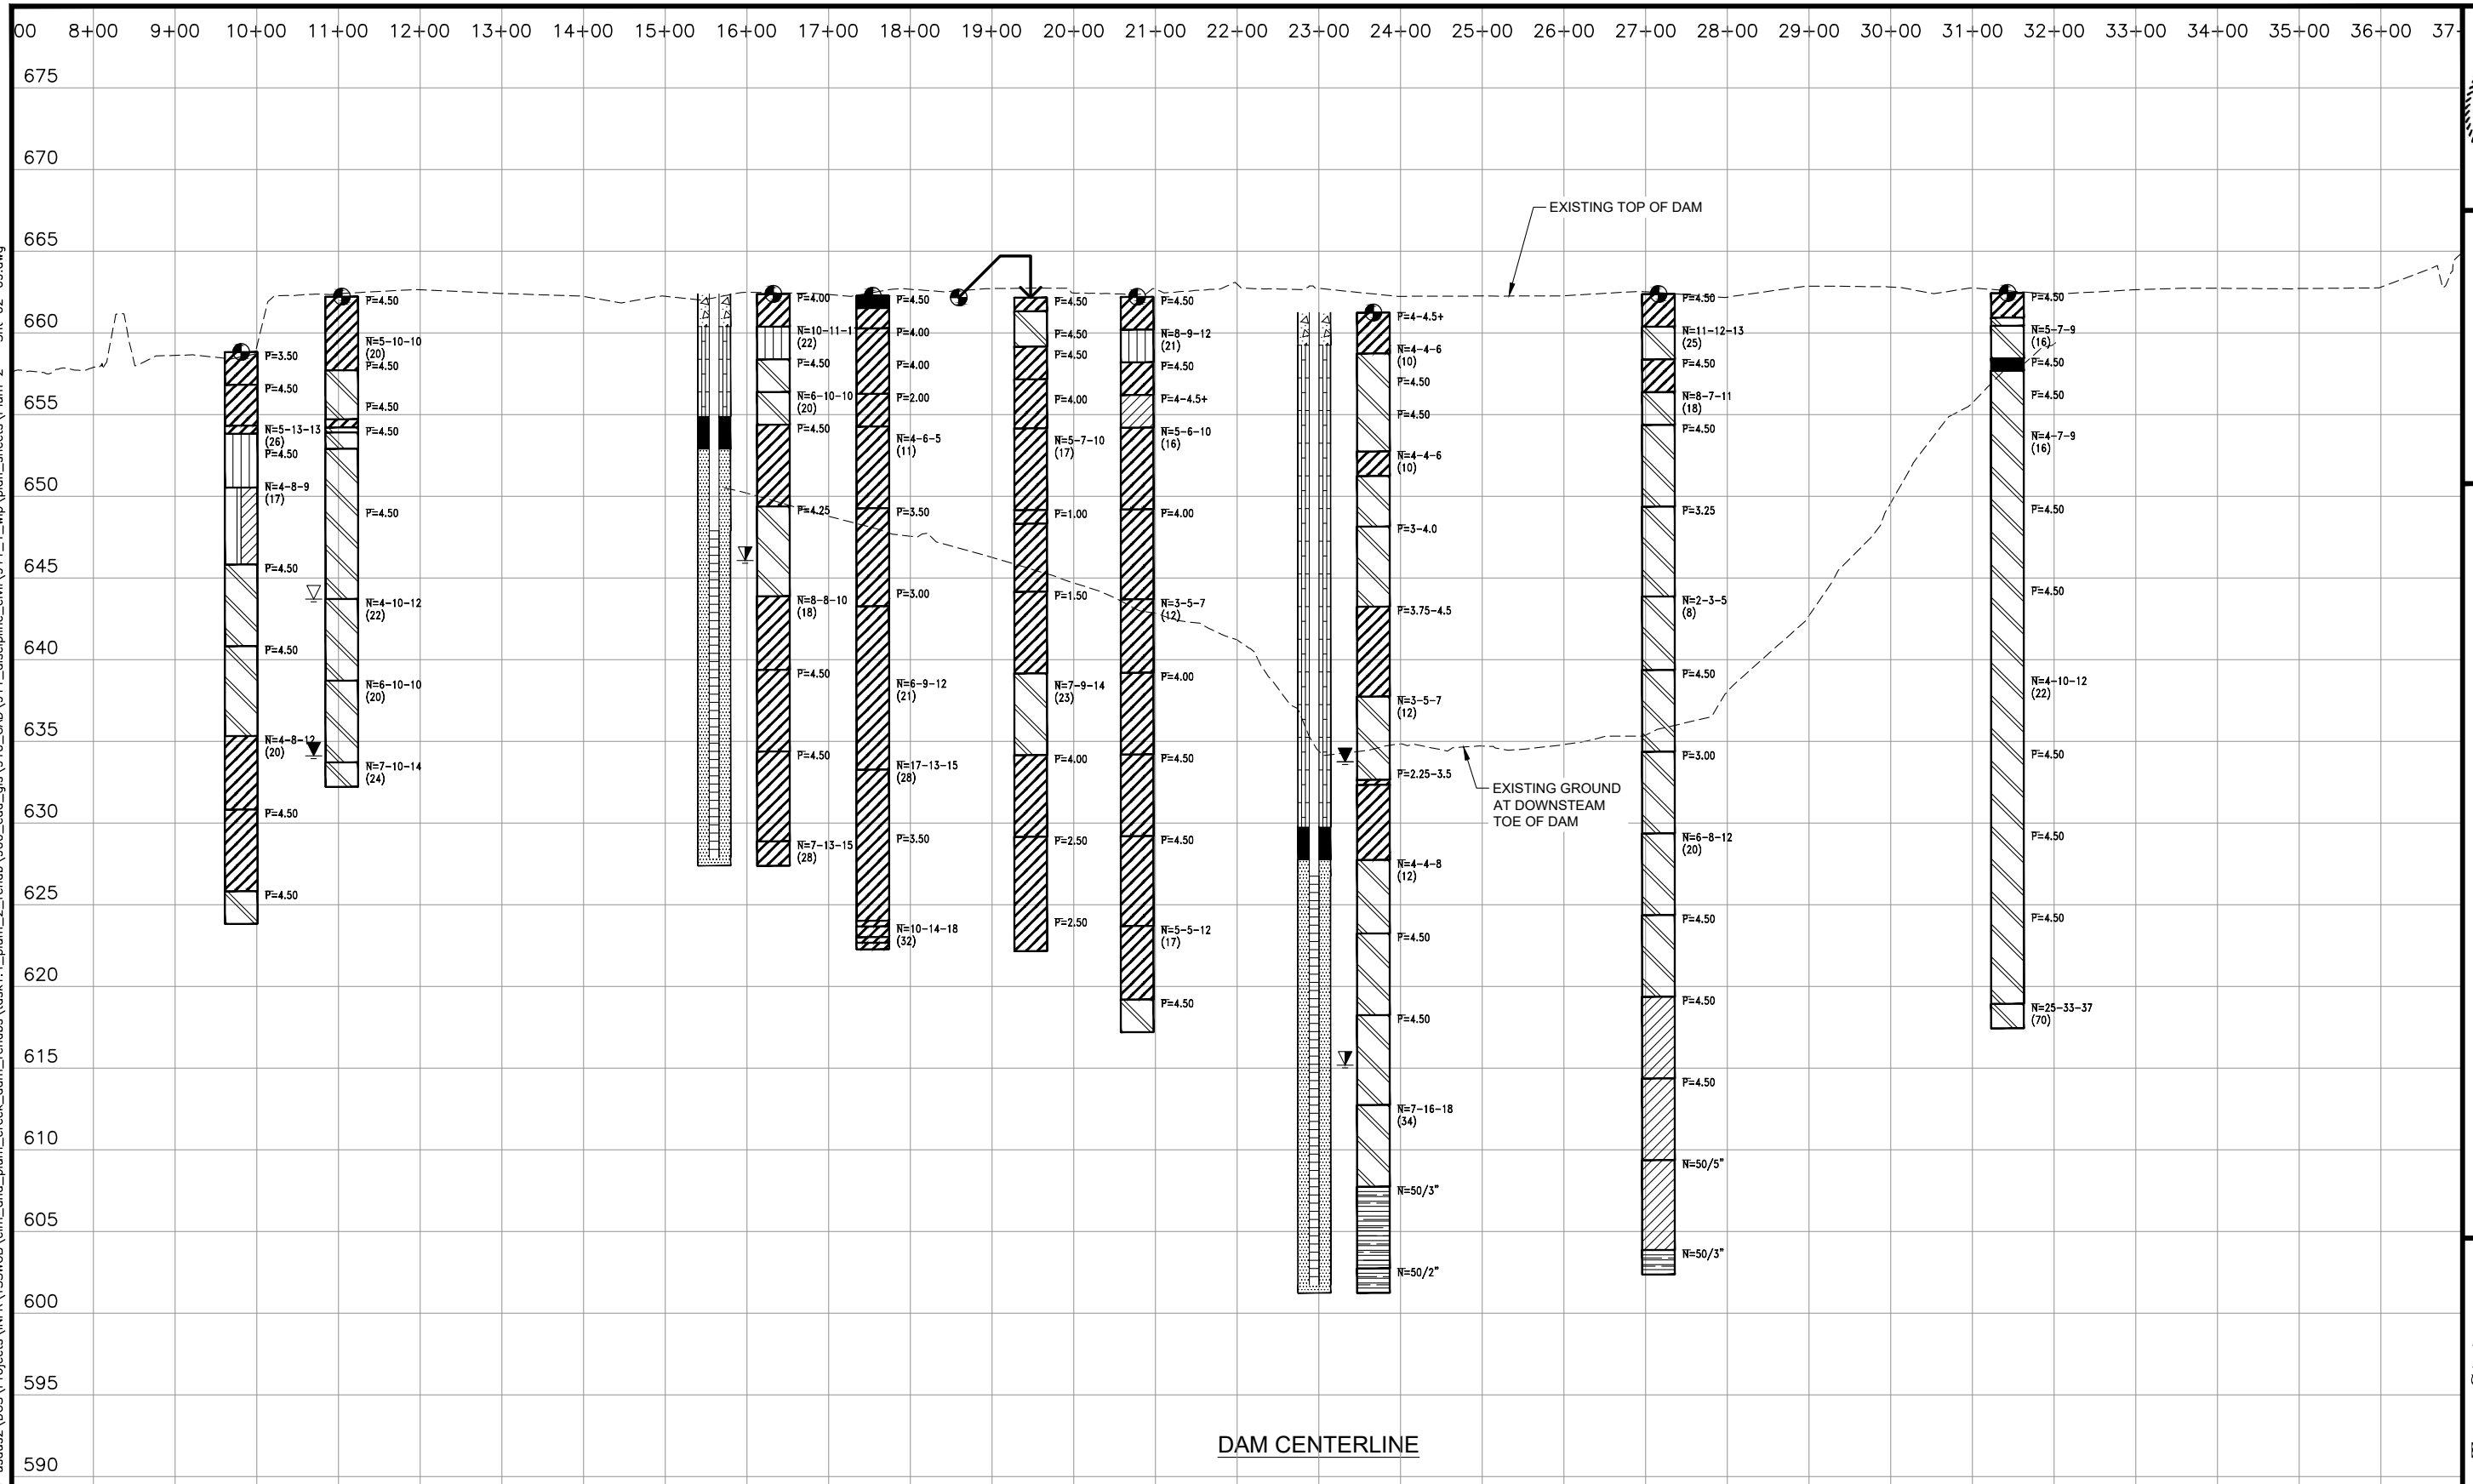 00 8+00 9+00 10+00 11+00 12+00 13+00 14+00 15+00 16+00 17+00 18+00 19+00 20+00 21+00 22+00 23+00 24+00 25+00 26+00 27+00 28+00 29+00 30+00 31+00 32+00 33+00 34+00 35+00 36+00 37+
675
670
665
660
655
650
645
640
635
630
625
620
615
610
605
600
595
590
EXISTING TOP OF DAM
P=3.50
P=4.50
N=5-13-13
(26)
P=4.50
N=4-8-9
(17)
P=4.50
P=4.50
N=4-8-12
(20)
P=4.50
P=4.50
P=4.50
N=5-10-10
(20)
P=4.50
P=4.50
P=4.50
P=4.50
N=4-10-12
(22)
N=6-10-10
(20)
N=7-10-14
(24)
P=4.00
N=10-11-1
(22)
P=4.50
N=6-10-10
(20)
P=4.50
P=4.25
N=8-8-10
(18)
P=4.50
P=4.50
N=7-13-15
(28)
P=4.50
P=4.00
P=4.00
P=2.00
N=4-6-5
(11)
P=3.50
P=3.00
N=6-9-12
(21)
N=17-13-15
(28)
P=3.50
N=10-14-18
(32)
P=4.50
P=4.50
P=4.50
P=4.00
N=5-7-10
(17)
P=1.00
P=1.50
N=7-9-14
(23)
P=4.00
P=2.50
P=2.50
P=4.50
N=8-9-12
(21)
P=4.50
P=4-4.5+
N=5-6-10
(16)
P=4.00
N=3-5-7
(12)
P=4.00
P=4.50
P=4.50
N=5-5-12
(17)
P=4.50
P=4-4.5+
N=4-4-6
(10)
P=4.50
P=4.50
N=4-4-6
(10)
P=3-4.0
P=3.75-4.5
N=3-5-7
(12)
P=2.25-3.5
N=4-4-8
(12)
P=4.50
P=4.50
N=7-16-18
(34)
N=50/3"
N=50/2"
EXISTING GROUND
AT DOWNSTEAM
TOE OF DAM
P=4.50
N=11-12-13
(25)
P=4.50
N=8-7-11
(18)
P=4.50
P=3.25
N=2-3-5
(8)
P=4.50
P=3.00
N=6-8-12
(20)
P=4.50
P=4.50
P=4.50
N=50/5"
N=50/3"
P=4.50
N=5-7-9
(16)
P=4.50
P=4.50
N=4-7-9
(16)
P=4.50
P=4.50
N=4-10-12
(22)
P=4.50
P=4.50
P=4.50
N=25-33-37
(70)
DAM CENTERLINE